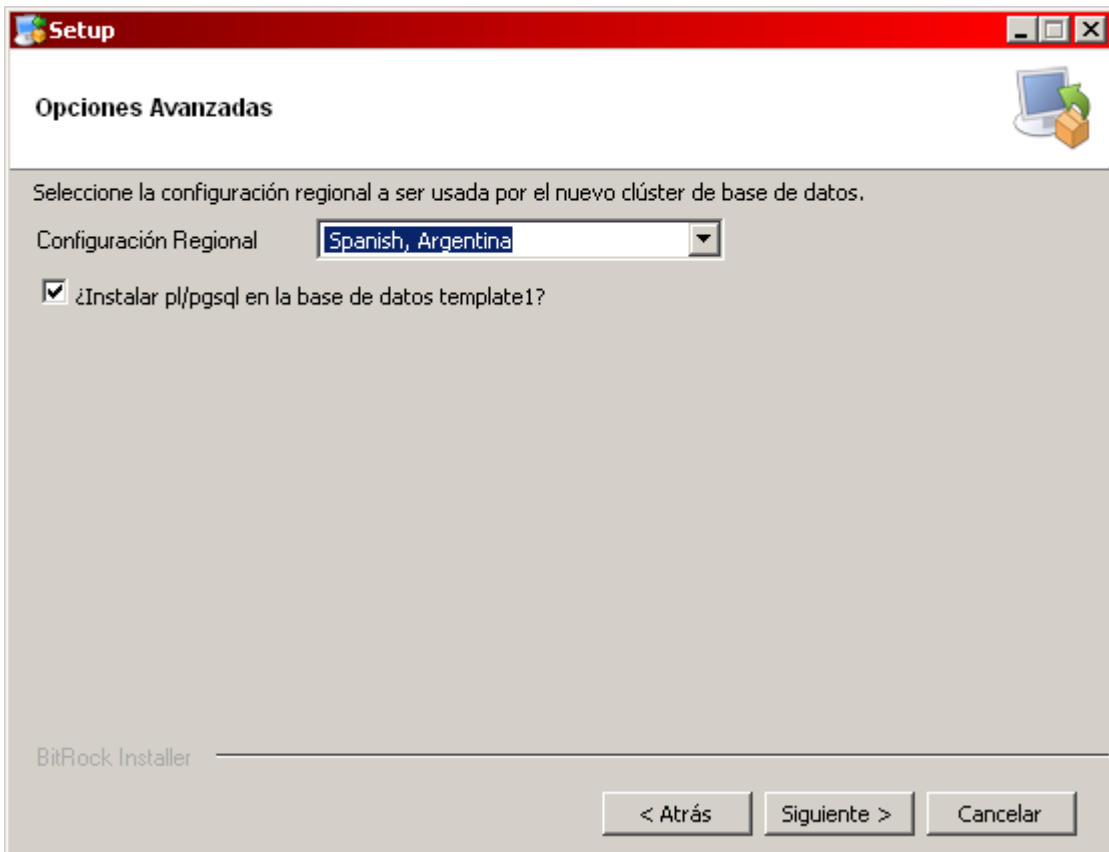 Setup
Opciones Avanzadas
Seleccione la configuración regional a ser usada por el nuevo clúster de base de datos.
Configuración Regional Spanish, Argentina
¿Instalar pl/pgsql en la base de datos template1?
BitRock Installer
< Atrás Siguiente > Cancelar